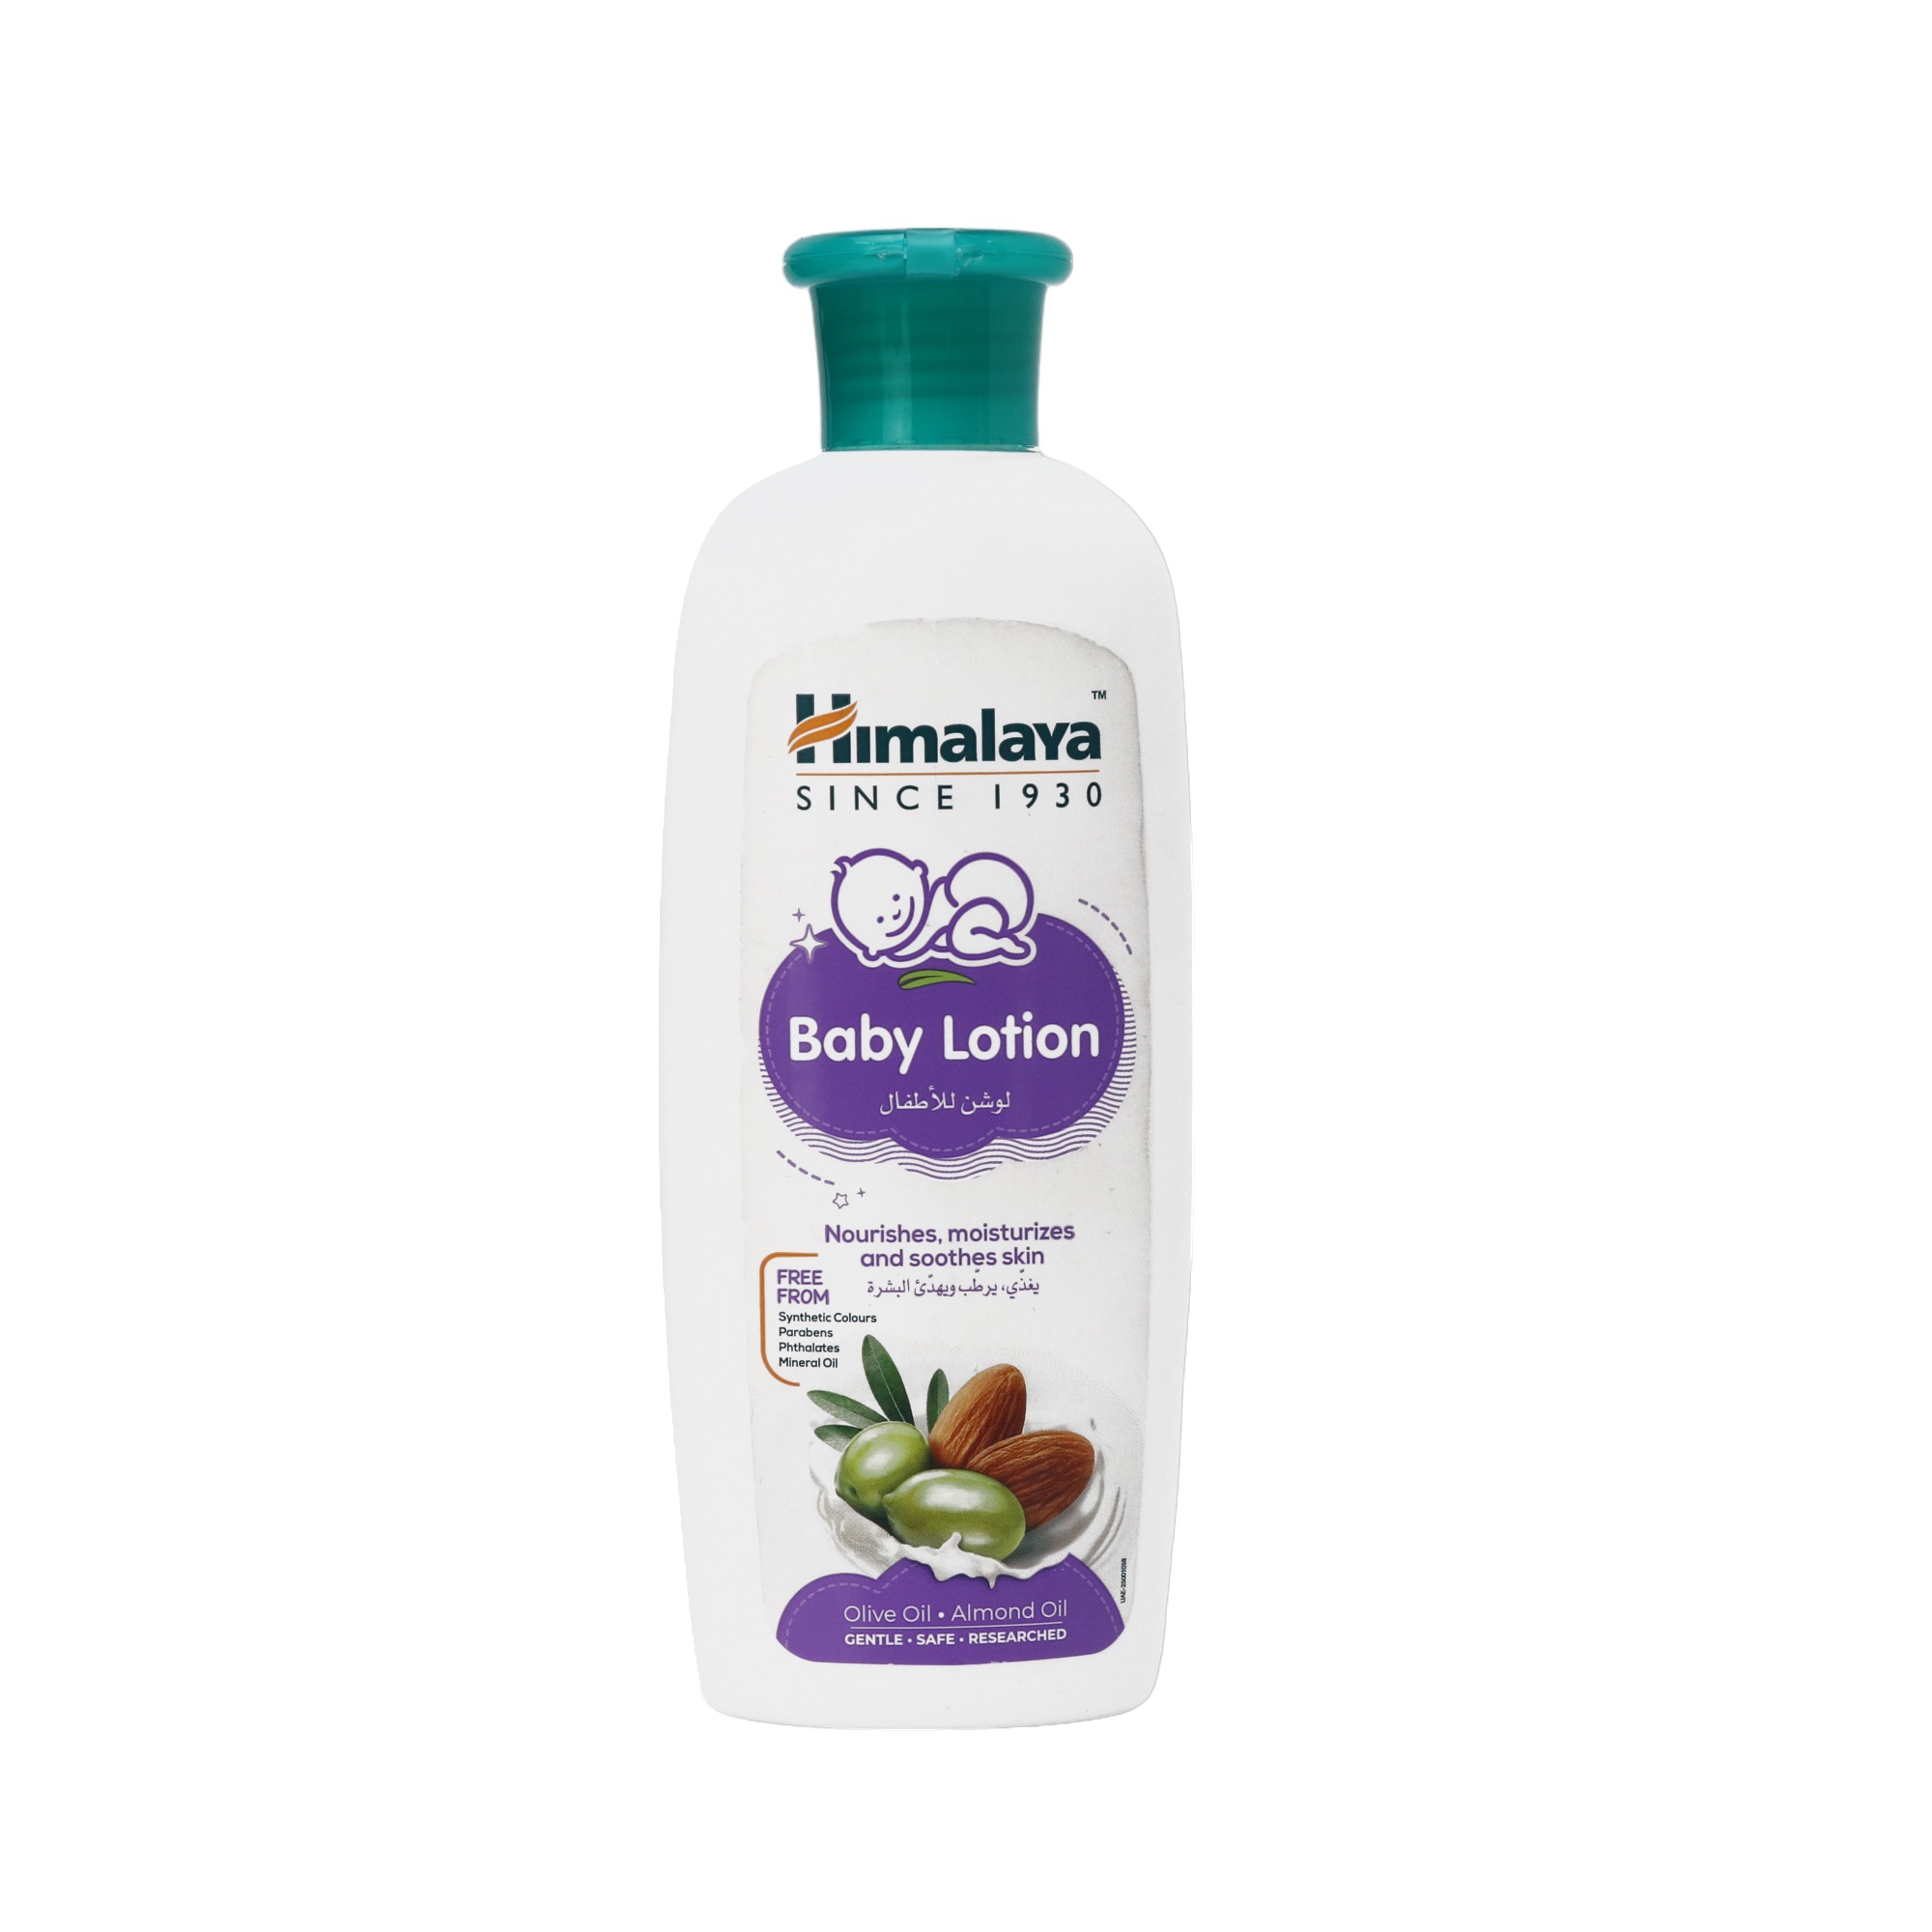 Himalaya™
SINCE 1930
Baby Lotion
لوشن للأطفال
Nourishes, moisturizes
and soothes skin
يغذّي، يرطّب ويهدّئ البشرة
FREE
FROM
Synthetic Colours
Parabens
Phthalates
Mineral Oil
Olive Oil • Almond Oil
GENTLE • SAFE • RESEARCHED